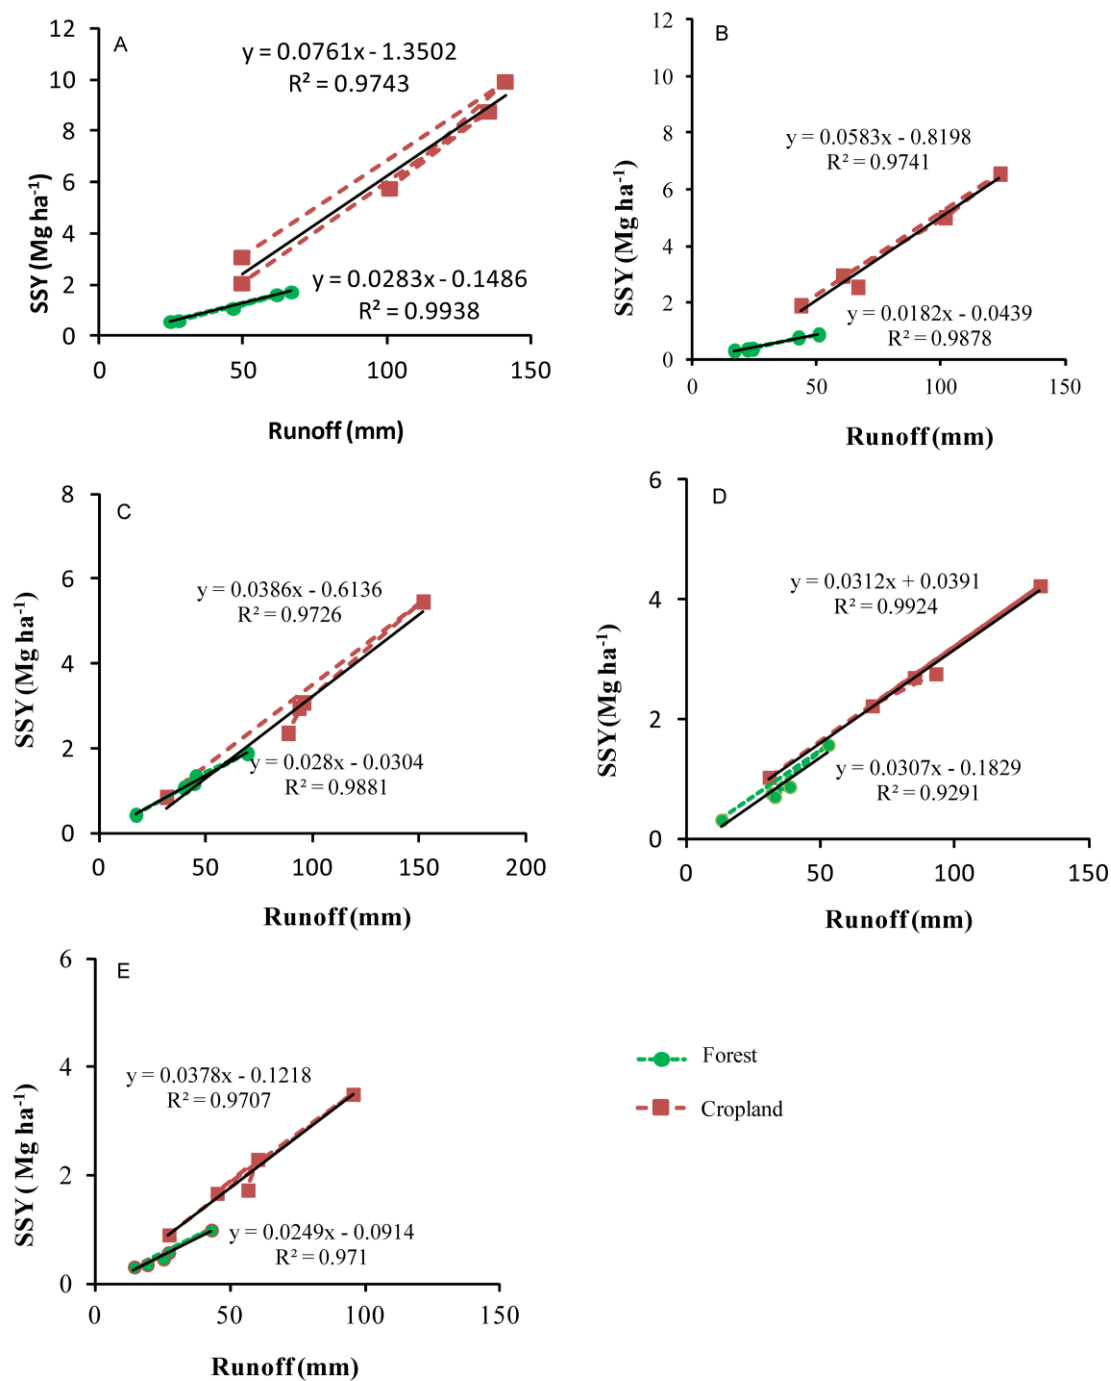 A
y = 0.0761x - 1.3502
R² = 0.9743
y = 0.0283x - 0.1486
R² = 0.9938
12
10
8
6
4
2
0
0
50
100
150
SSY (Mg ha⁻¹)
Runoff (mm)
B
y = 0.0583x - 0.8198
R² = 0.9741
y = 0.0182x - 0.0439
R² = 0.9878
12
10
8
6
4
2
0
0
50
100
150
SSY (Mg ha⁻¹)
Runoff (mm)
C
y = 0.0386x - 0.6136
R² = 0.9726
y = 0.028x - 0.0304
R² = 0.9881
8
6
4
2
0
0
50
100
150
200
SSY (Mg ha⁻¹)
Runoff (mm)
D
y = 0.0312x + 0.0391
R² = 0.9924
y = 0.0307x - 0.1829
R² = 0.9291
6
4
2
0
0
50
100
150
SSY(Mg ha⁻¹)
Runoff (mm)
E
y = 0.0378x - 0.1218
R² = 0.9707
y = 0.0249x - 0.0914
R² = 0.971
6
4
2
0
0
50
100
150
SSY ( Mg ha⁻¹)
Runoff (mm)
Forest
Cropland